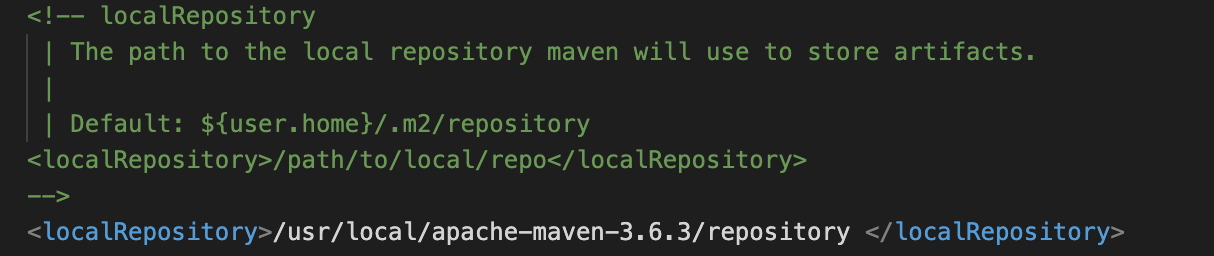 <!-- localRepository
| The path to the local repository maven will use to store artifacts.
|
| Default: ${user.home}/.m2/repository
<localRepository>/path/to/local/repo</localRepository>
-->
<localRepository>/usr/local/apache-maven-3.6.3/repository </localRepository>